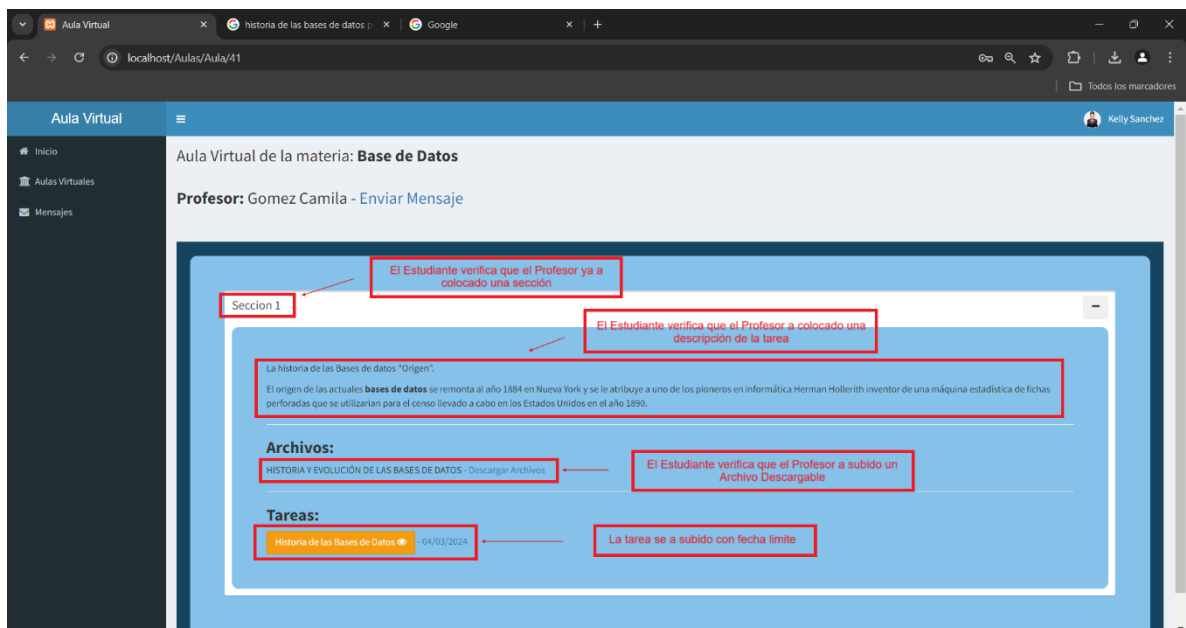 Aula Virtual
historia de las bases de datos p
Google
localhost/Aulas/Aula/41
Todos los marcadores
Aula Virtual
Kelly Sanchez
Inicio
Aulas Virtuales
Mensajes
Aula Virtual de la materia: Base de Datos
Profesor: Gomez Camila - Enviar Mensaje
El Estudiante verifica que el Profesor ya a
colocado una sección
Seccion 1
El Estudiante verifica que el Profesor a colocado una
descripción de la tarea
La historia de las Bases de datos "Origen".
El origen de las actuales bases de datos se remonta al año 1884 en Nueva York y se le atribuye a uno de los pioneros en informática Herman Hollerith inventor de una máquina estadística de fichas
perforadas que se utilizarían para el censo llevado a cabo en los Estados Unidos en el año 1890.
Archivos:
HISTORIA Y EVOLUCIÓN DE LAS BASES DE DATOS - Descargar Archivos
El Estudiante verifica que el Profesor a subido un
Archivo Descargable
Tareas:
Historia de las Bases de Datos - 04/03/2024
La tarea se a subido con fecha limite